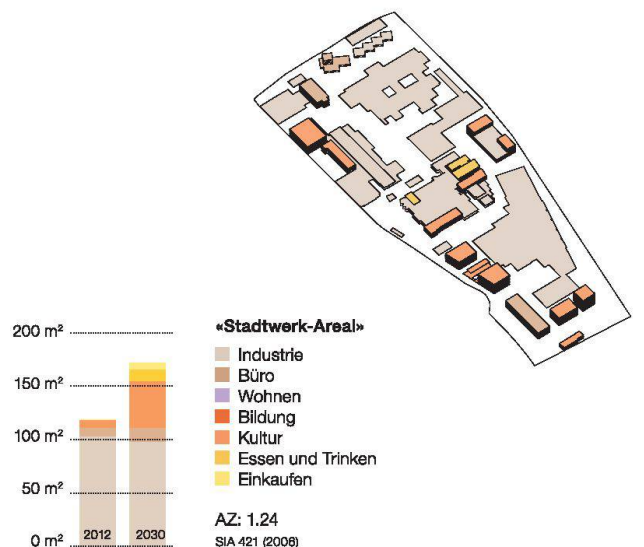 200 m²
150 m²
100 m²
50 m²
0 m²
2012
2030
«Stadtwerk-Areal»
Industrie
Büro
Wohnen
Bildung
Kultur
Essen und Trinken
Einkaufen
AZ: 1.24
SIA 421 (2006)